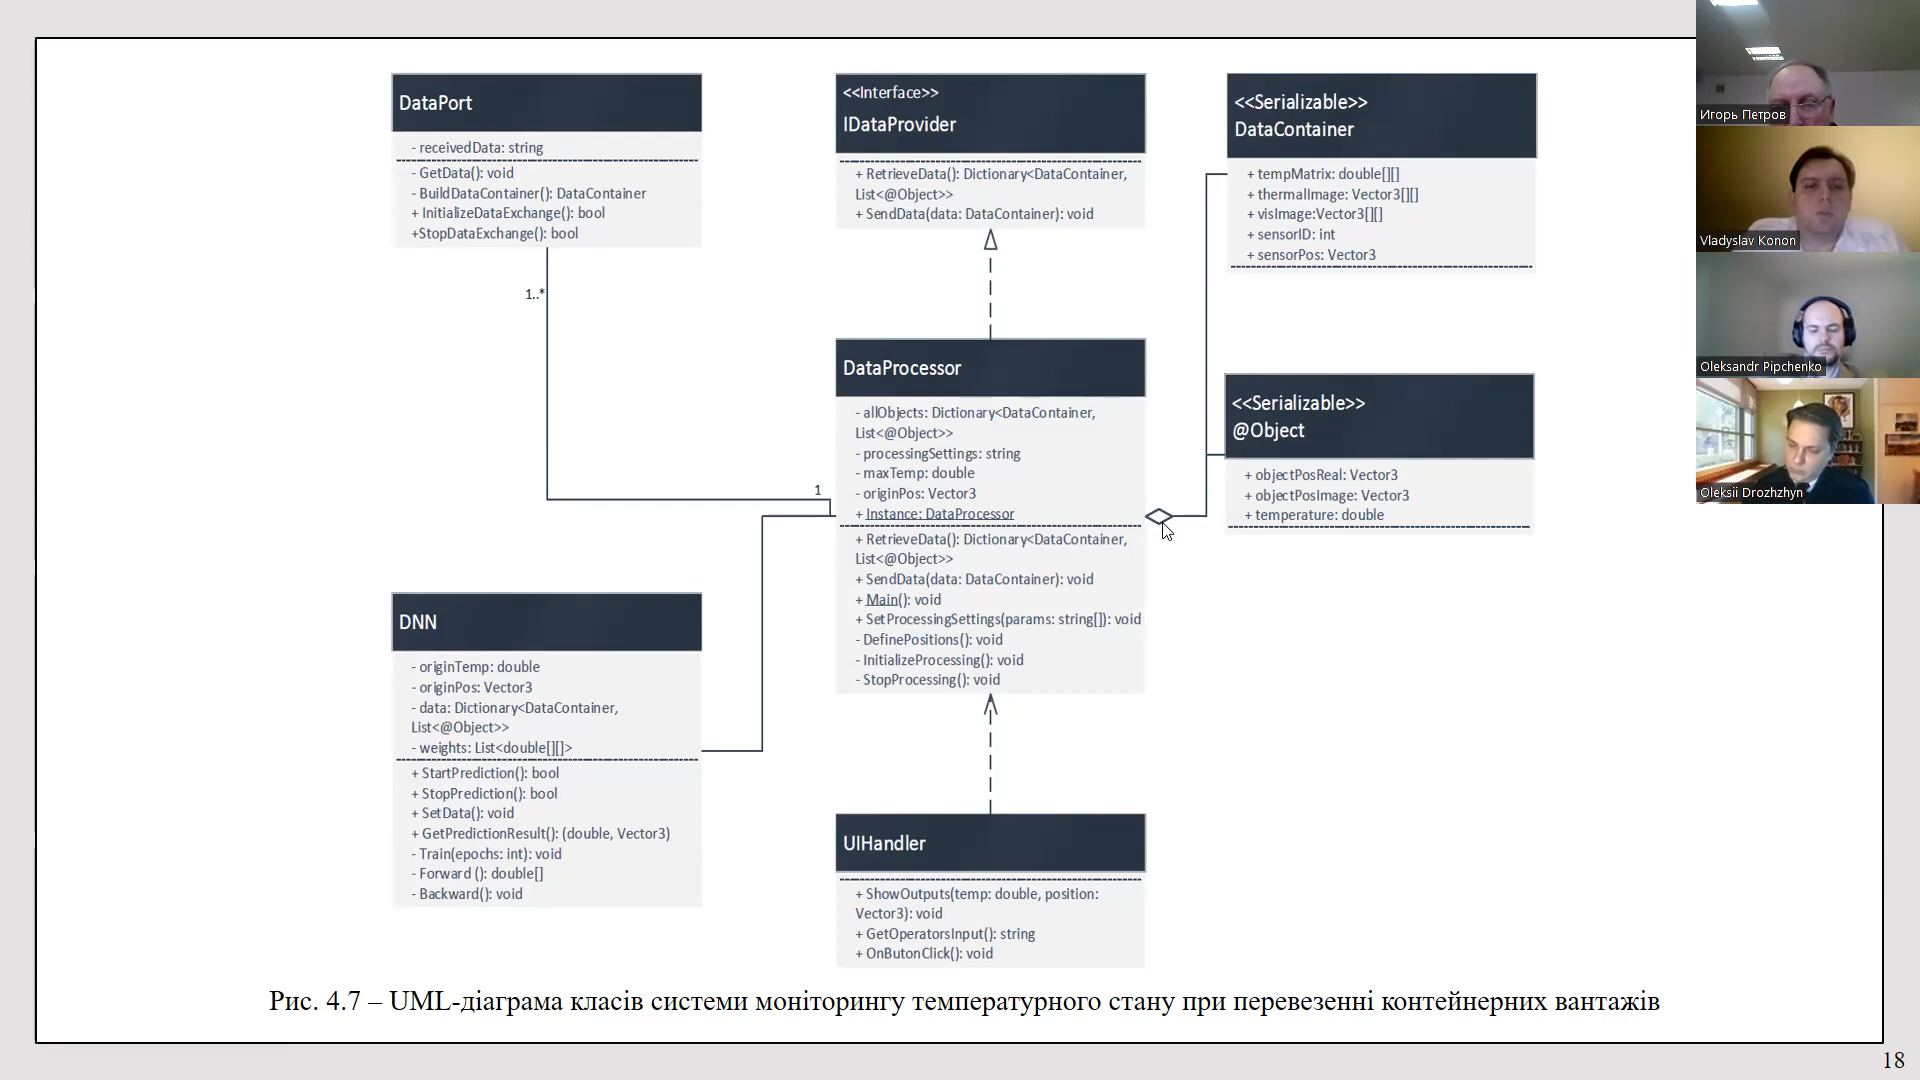 DataPort
- receivedData: string
- GetData(): void
- BuildDataContainer(): DataContainer
+ InitializeDataExchange(): bool
+StopDataExchange(): bool
<<Interface>>
IDataProvider
+ RetrieveData(): Dictionary<DataContainer,
List<@Object>>
+ SendData(data: DataContainer): void
<<Serializable>>
DataContainer
+ tempMatrix: double[][]
+ thermalImage: Vector3[][]
+ visImage:Vector3[][]
+ sensorID: int
+ sensorPos: Vector3
1..*
1
DataProcessor
- allObjects: Dictionary<DataContainer,
List<@Object>>
- processingSettings: string
- maxTemp: double
- originPos: Vector3
+ Instance: DataProcessor
+ RetrieveData(): Dictionary<DataContainer,
List<@Object>>
+ SendData(data: DataContainer): void
+ Main(): void
+ SetProcessingSettings(params: string[]): void
- DefinePositions(): void
- InitializeProcessing(): void
- StopProcessing(): void
<<Serializable>>
@Object
+ objectPosReal: Vector3
+ objectPosImage: Vector3
+ temperature: double
DNN
- originTemp: double
- originPos: Vector3
- data: Dictionary<DataContainer,
List<@Object>>
- weights: List<double[][]>
+ StartPrediction(): bool
+ StopPrediction(): bool
+ SetData(): void
+ GetPredictionResult(): (double, Vector3)
- Train(epochs: int): void
- Forward (): double[]
- Backward(): void
UIHandler
+ ShowOutputs(temp: double, position:
Vector3): void
+ GetOperatorsInput(): string
+ OnButonClick(): void
Рис. 4.7 – UML-діаграма класів системи моніторингу температурного стану при перевезенні контейнерних вантажів
18
Игорь Петров
Vladyslav Konon
Oleksandr Pipchenko
Oleksii Drozhzhyn